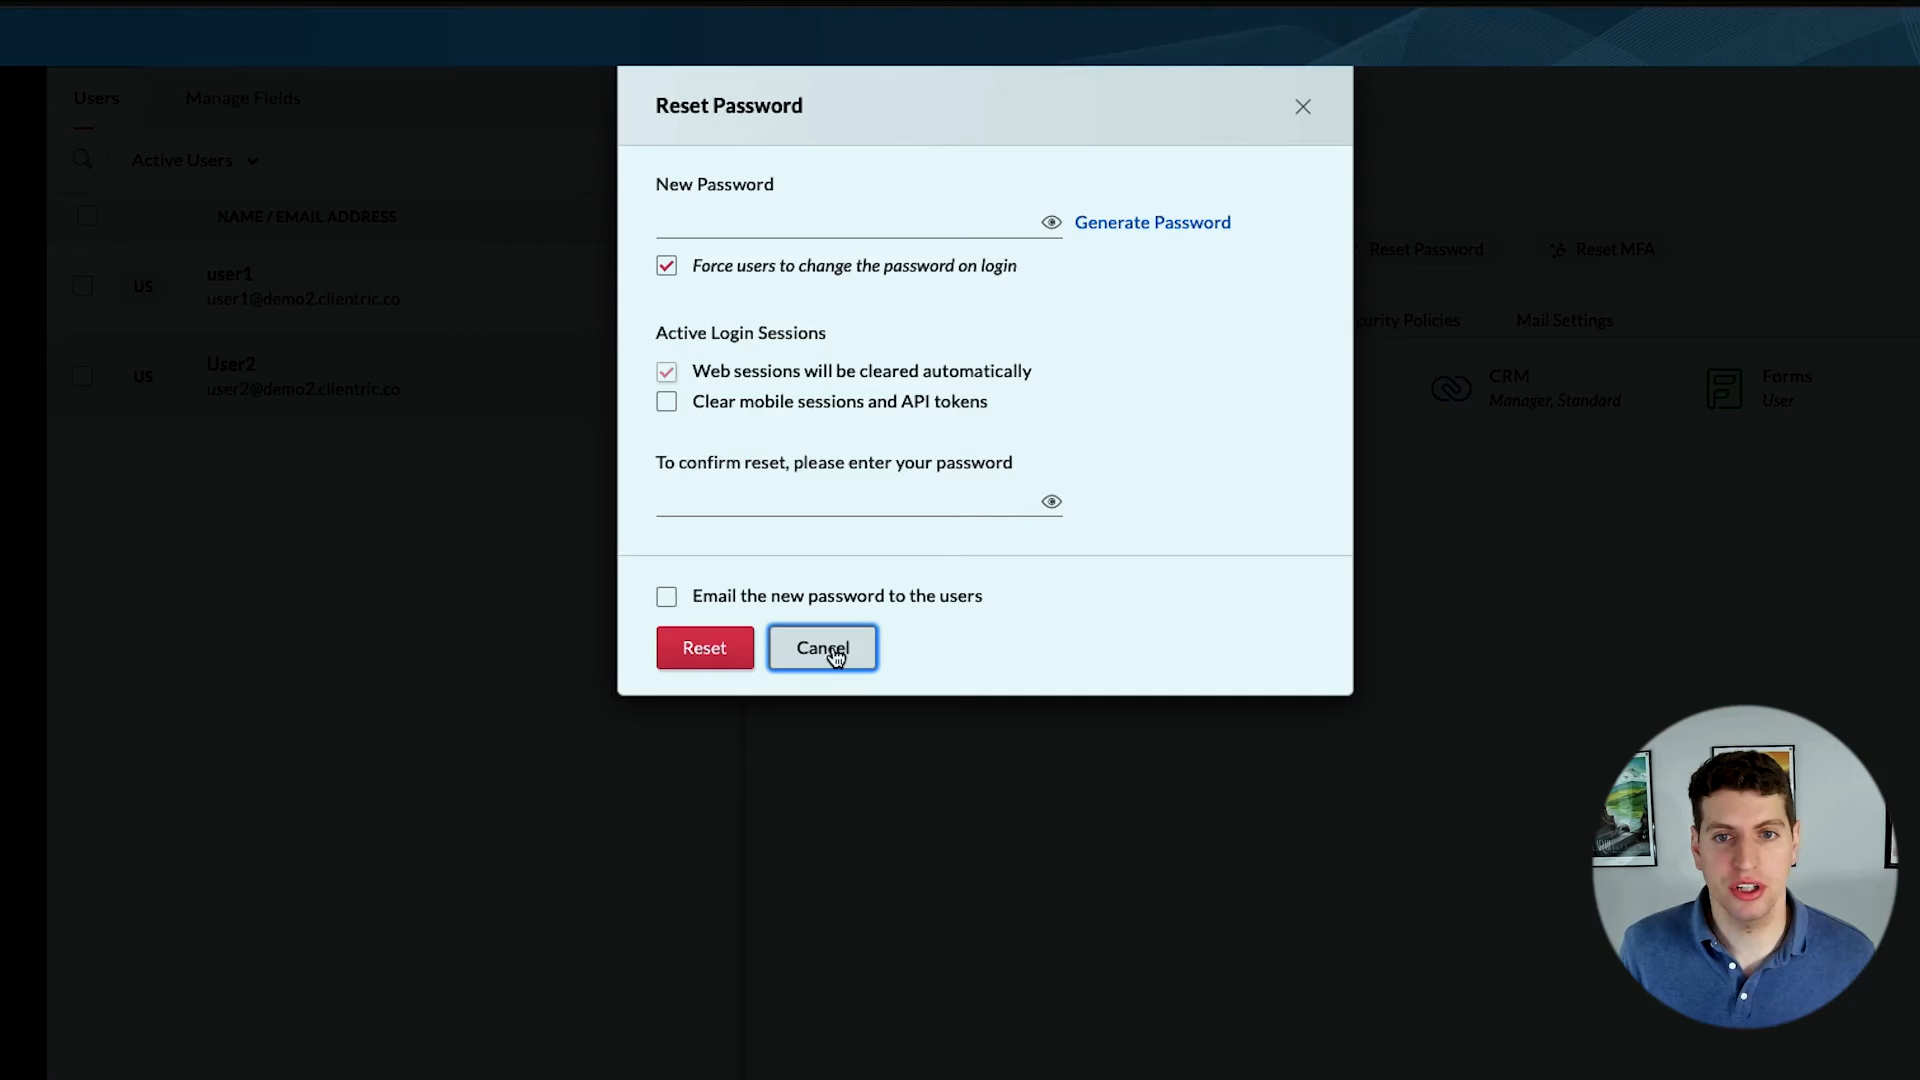 Reset Password
Users
Manage Fields
Active Users
New Password
NAME / EMAIL ADDRESS
Generate Password
Reset Password
Reset MFA
Force users to change the password on login
US
user1
user1@demo2.clientric.co
Active Login Sessions
curity Policies
Mail Settings
Web sessions will be cleared automatically
US
User2
user2@demo2.clientric.co
CRM
Manager, Standard
Forms
User
Clear mobile sessions and API tokens
To confirm reset, please enter your password
Email the new password to the users
Reset
Cancel